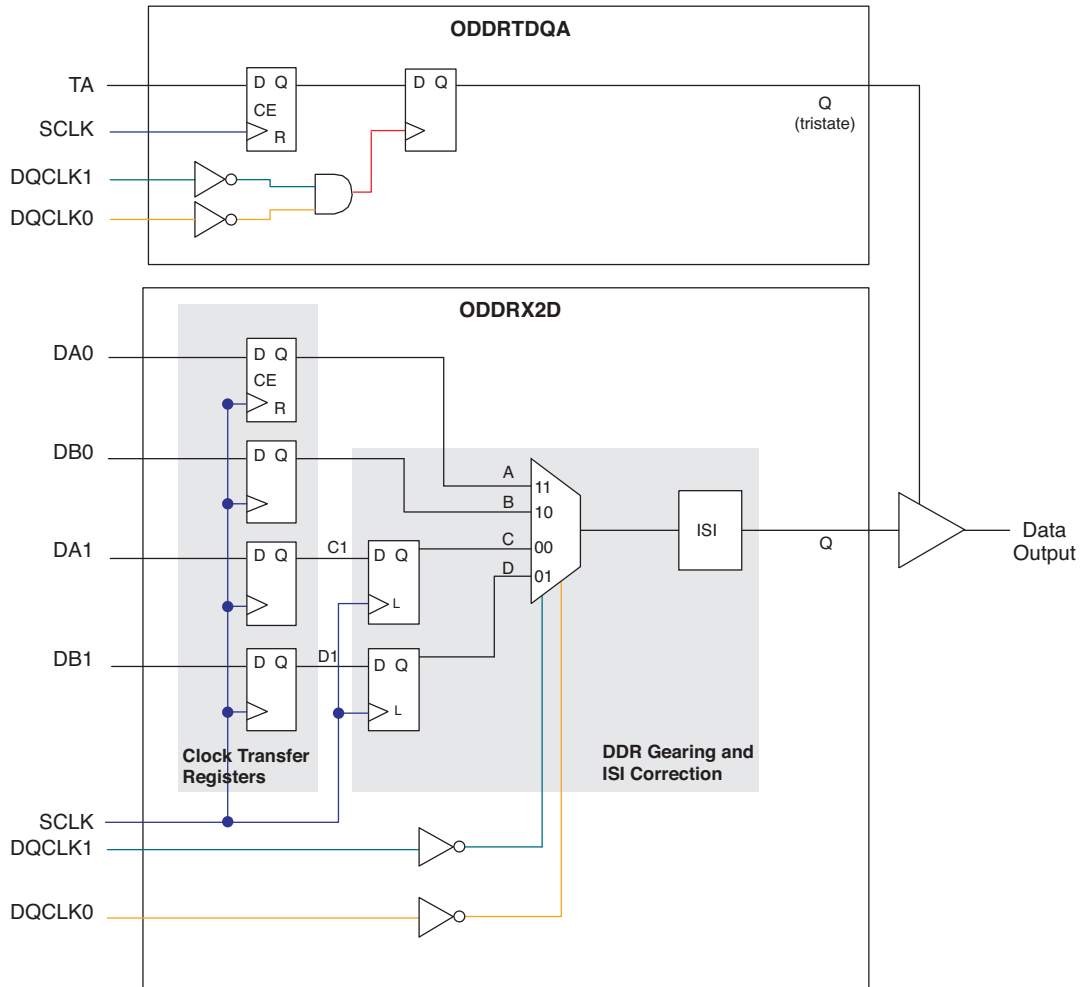 ODDRTDQA
TA
D Q
CE
R
D Q
Q
(tristate)
SCLK
DQCLK1
DQCLK0
ODDRX2D
DA0
D Q
CE
R
DB0
D Q
A
11
B
10
ISI
Q
Data
Output
DA1
D Q
C1
D Q
L
C
00
D
01
DB1
D Q
D1
D Q
L
Clock Transfer
Registers
DDR Gearing and
ISI Correction
SCLK
DQCLK1
DQCLK0